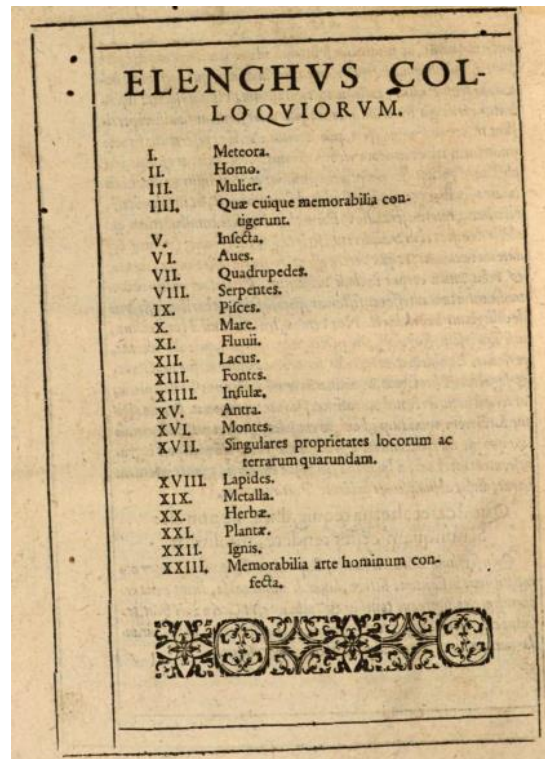 ELENCHVS COL-
LOQVIORVM.
I. Meteora.
II. Homo.
III. Mulier.
IIII. Quæ cuique memorabilia con-
tigerunt.
V. Inſecta.
VI. Aues.
VII. Quadrupedes.
VIII. Serpentes.
IX. Piſces.
X. Mare.
XI. Fluuii.
XII. Lacus.
XIII. Fontes.
XIIII. Inſulæ.
XV. Antra.
XVI. Montes.
XVII. Singulares proprietates locorum ac
terrarum quarundam.
XVIII. Lapides.
XIX. Metalla.
XX. Herbæ.
XXI. Plantæ.
XXII. Ignis.
XXIII. Memorabilia arte hominum con-
fecta.